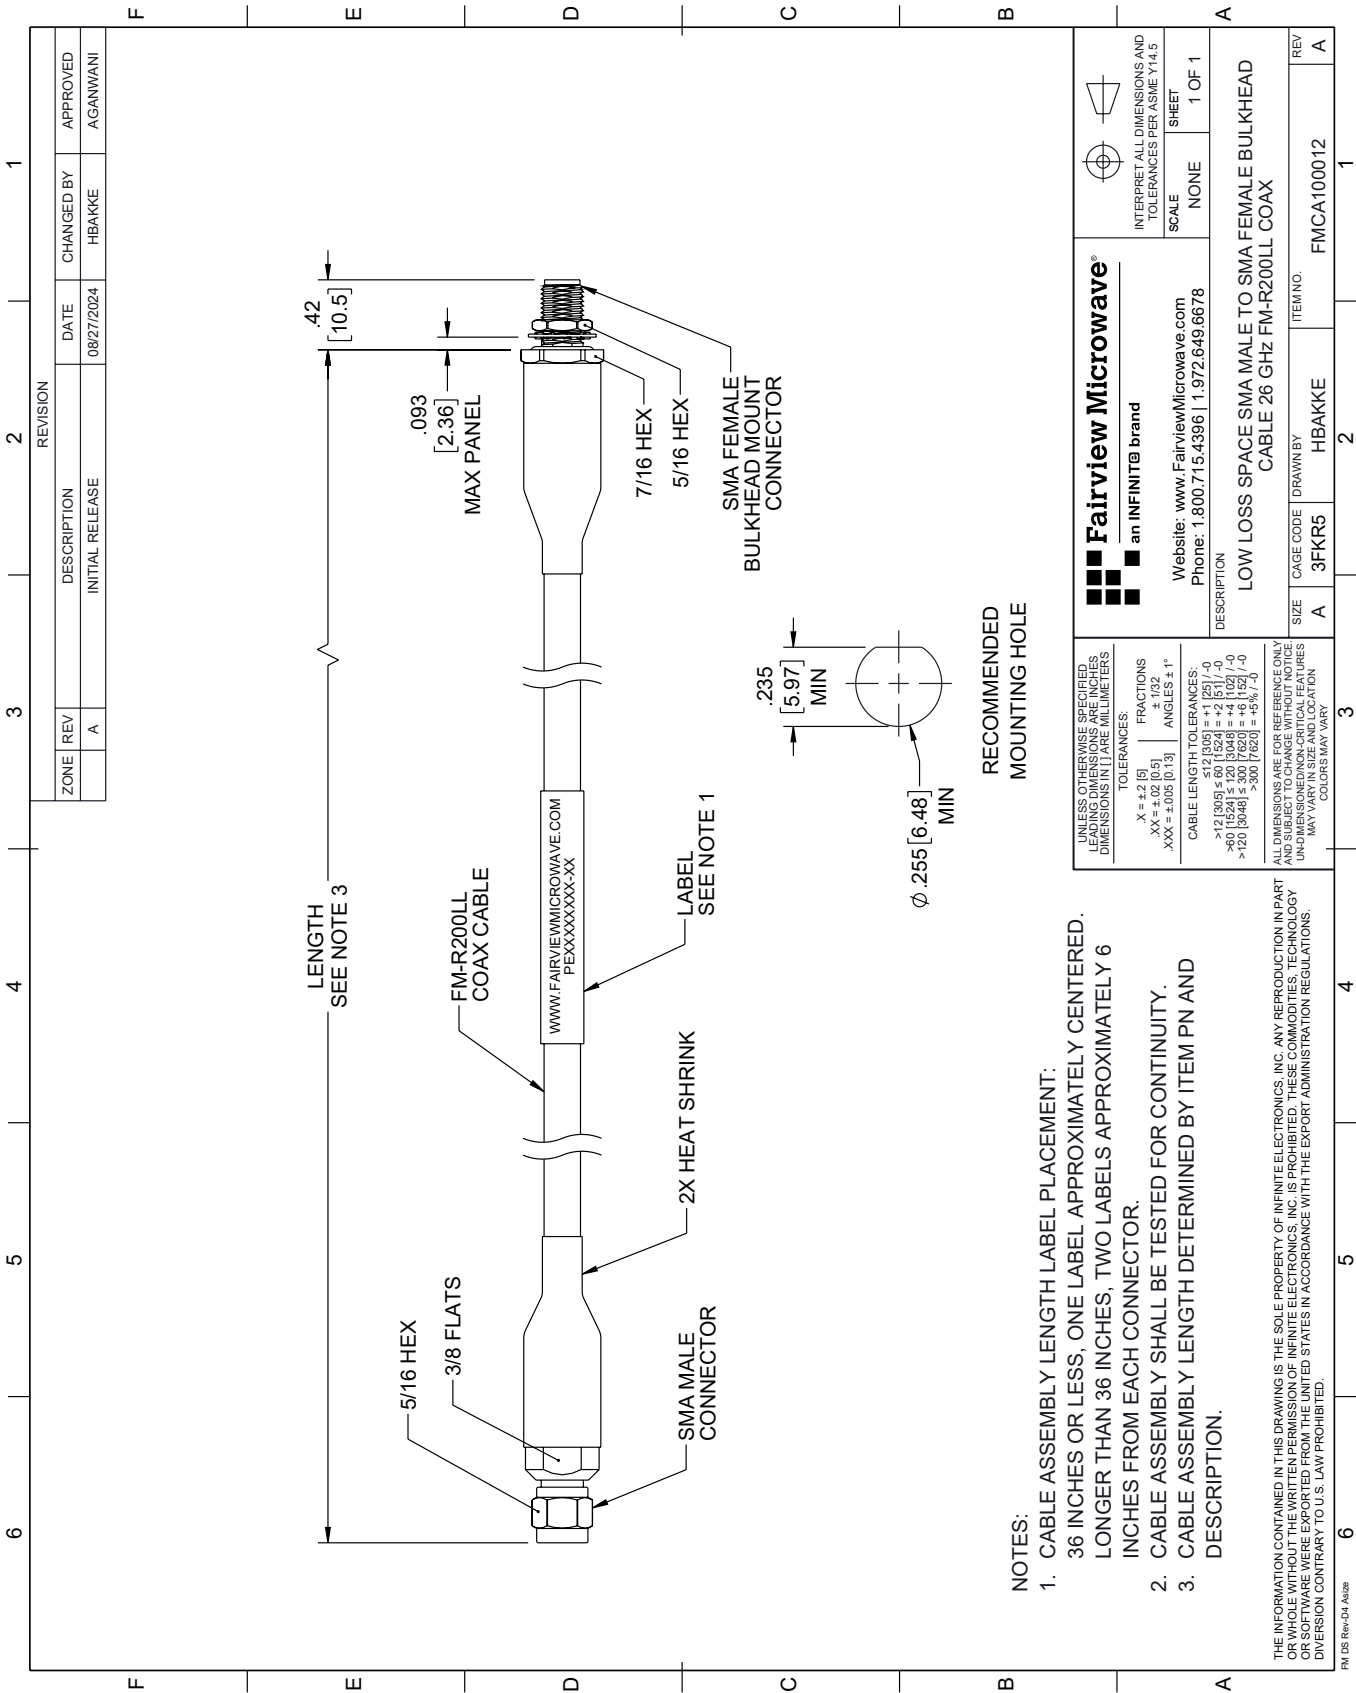 REVISION
ZONE REV DESCRIPTION DATE CHANGED BY APPROVED
A INITIAL RELEASE 08/27/2024 HBAKKE AGANWANI
6 5 4 3 2 1
F
E
D
C
B
A
F
E
D
C
B
A
LENGTH
SEE NOTE 3
.42
[10.5]
.093
[2.36]
MAX PANEL
5/16 HEX
3/8 FLATS
FM-R200LL
COAX CABLE
WWW.FAIRVIEWMICROWAVE.COM
PEXXXXXXXX-XX
SMA MALE
CONNECTOR
2X HEAT SHRINK
LABEL
SEE NOTE 1
7/16 HEX
5/16 HEX
SMA FEMALE
BULKHEAD MOUNT
CONNECTOR
.235
[5.97]
MIN
Ø.255 [6.48]
MIN
RECOMMENDED
MOUNTING HOLE
NOTES:
1. CABLE ASSEMBLY LENGTH LABEL PLACEMENT:
36 INCHES OR LESS, ONE LABEL APPROXIMATELY CENTERED.
LONGER THAN 36 INCHES, TWO LABELS APPROXIMATELY 6
INCHES FROM EACH CONNECTOR.
2. CABLE ASSEMBLY SHALL BE TESTED FOR CONTINUITY.
3. CABLE ASSEMBLY LENGTH DETERMINED BY ITEM PN AND
DESCRIPTION.
THE INFORMATION CONTAINED IN THIS DRAWING IS THE SOLE PROPERTY OF INFINITE ELECTRONICS, INC. ANY REPRODUCTION IN PART
OR WHOLE WITHOUT THE WRITTEN PERMISSION OF INFINITE ELECTRONICS, INC. IS PROHIBITED. THESE COMMODITIES, TECHNOLOGY
OR SOFTWARE WERE EXPORTED FROM THE UNITED STATES IN ACCORDANCE WITH THE EXPORT ADMINISTRATION REGULATIONS.
DIVERSION CONTRARY TO U.S. LAW PROHIBITED.
UNLESS OTHERWISE SPECIFIED
LEADING DIMENSIONS ARE INCHES
DIMENSIONS IN [ ] ARE MILLIMETERS
TOLERANCES:
.X = ±.2 [5] FRACTIONS
.XX = ±.02 [0.5] ± 1/32
.XXX = ±.005 [0.13] ANGLES ± 1°
CABLE LENGTH TOLERANCES:
≤12 [305] = +1 [25] / -0
>12 [305] ≤ 60 [1524] = +2 [51] / -0
>60 [1524] ≤ 120 [3048] = +4 [102] / -0
>120 [3048] ≤ 300 [7620] = +6 [152] / -0
>300 [7620] = +5% / -0
ALL DIMENSIONS ARE FOR REFERENCE ONLY
AND SUBJECT TO CHANGE WITHOUT NOTICE.
UN-DIMENSIONED/NON-CRITICAL FEATURES
MAY VARY IN SIZE AND LOCATION
COLORS MAY VARY
Fairview Microwave®
an INFINITE brand
Website: www.FairviewMicrowave.com
Phone: 1.800.715.4396 | 1.972.649.6678
INTERPRET ALL DIMENSIONS AND
TOLERANCES PER ASME Y14.5
SCALE SHEET
NONE 1 OF 1
DESCRIPTION
LOW LOSS SPACE SMA MALE TO SMA FEMALE BULKHEAD
CABLE 26 GHz FM-R200LL COAX
SIZE CAGE CODE DRAWN BY ITEM NO. REV
A 3FKR5 HBAKKE FMCA100012 A
FM DS Rev-D4 Asize
6 5 4 3 2 1